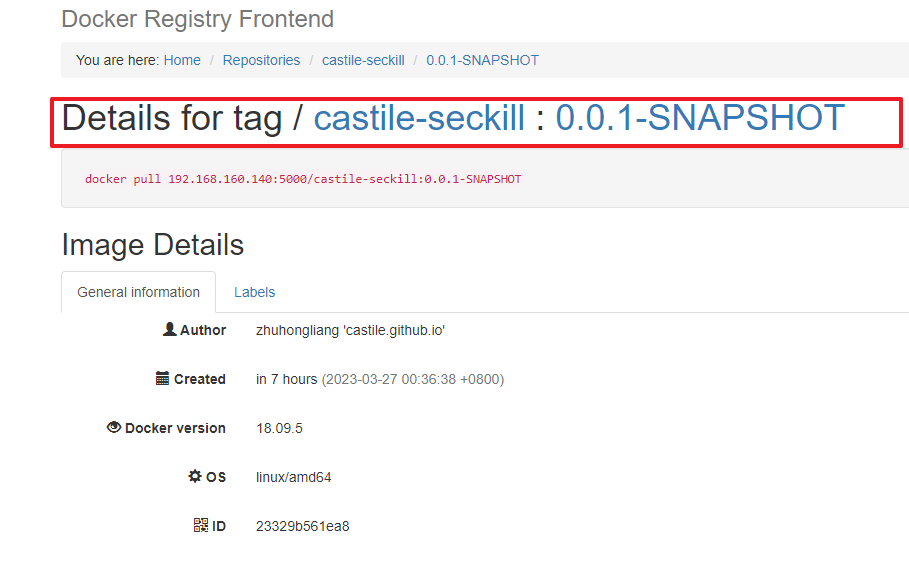 Docker Registry Frontend
You are here: Home / Repositories / castile-seckill / 0.0.1-SNAPSHOT
Details for tag / castile-seckill : 0.0.1-SNAPSHOT
docker pull 192.168.160.140:5000/castile-seckill:0.0.1-SNAPSHOT
Image Details
General information Labels
Author zhuhongliang 'castile.github.io'
Created in 7 hours (2023-03-27 00:36:38 +0800)
Docker version 18.09.5
OS linux/amd64
ID 23329b561ea8